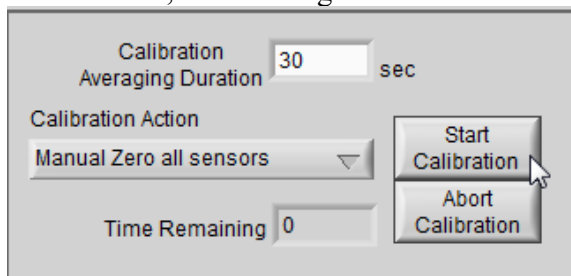 Calibration
Averaging Duration
30
sec
Calibration Action
Manual Zero all sensors
Start
Calibration
Abort
Calibration
Time Remaining
0